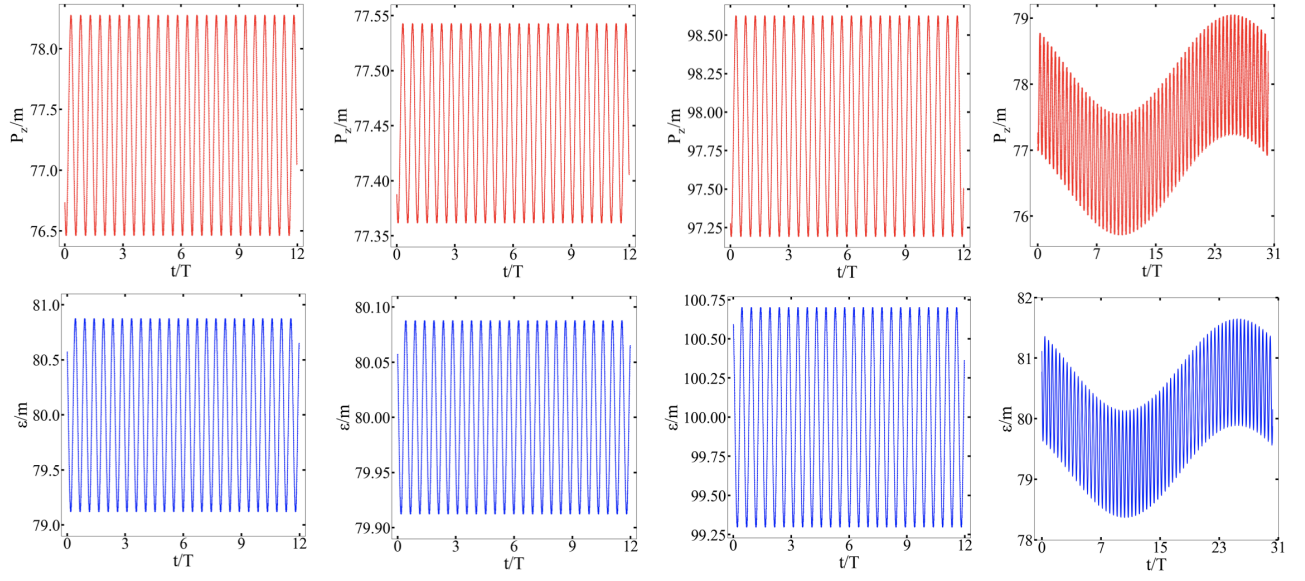 78.0
77.5
77.0
76.5
P_z/m
0 3 6 9 12
t/T
77.55
77.50
77.45
77.40
77.35
P_z/m
0 3 6 9 12
t/T
98.50
98.25
98.00
97.75
97.50
97.25
P_z/m
0 3 6 9 12
t/T
79
78
77
76
P_z/m
0 7 15 23 31
t/T
81.0
80.5
80.0
79.5
79.0
ε/m
0 3 6 9 12
t/T
80.10
80.05
80.00
79.95
79.90
ε/m
0 3 6 9 12
t/T
100.75
100.50
100.25
100.00
99.75
99.50
99.25
ε/m
0 3 6 9 12
t/T
82
81
80
79
78
ε/m
0 7 15 23 31
t/T